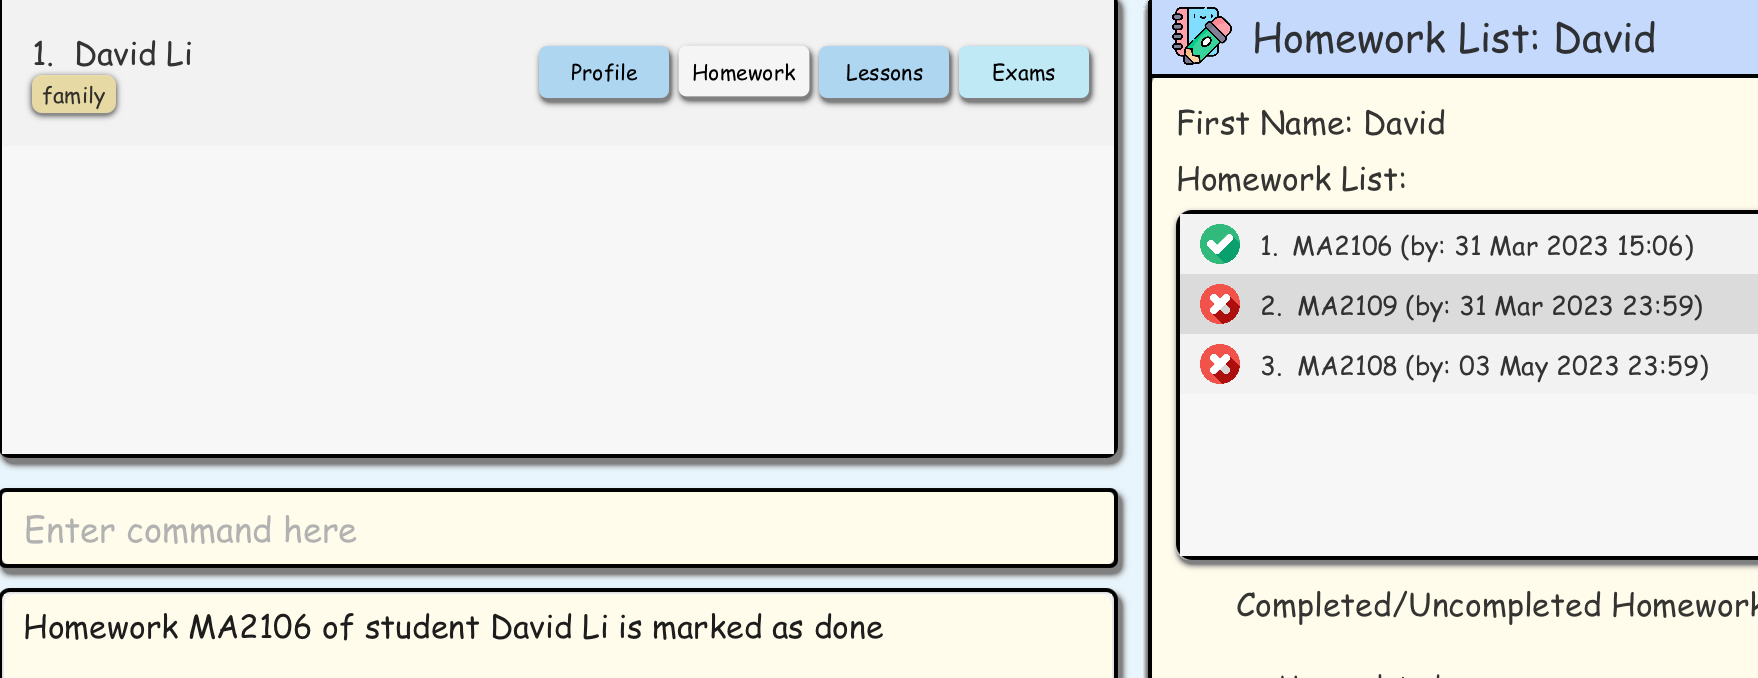 1. David Li
family
Profile
Homework
Lessons
Exams
Enter command here
Homework MA2106 of student David Li is marked as done
Homework List: David
First Name: David
Homework List:
1. MA2106 (by: 31 Mar 2023 15:06)
2. MA2109 (by: 31 Mar 2023 23:59)
3. MA2108 (by: 03 May 2023 23:59)
Completed/Uncompleted Homework